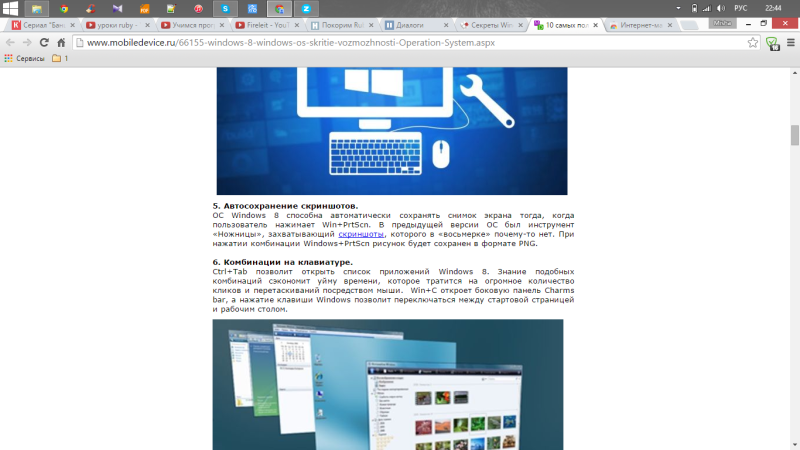 РУС
22:44
Сериал "Бан
уроки ruby
Учимся прог
Fireleit - YouT
Покорим Rub
Диалоги
Секреты Win
10 самых пол
Интернет-ма
www.mobiledevice.ru/66155-windows-8-windows-os-skritie-vozmozhnosti-Operation-System.aspx
Сервисы
1
5. Автосохранение скриншотов.
ОС Windows 8 способна автоматически сохранять снимок экрана тогда, когда
пользователь нажимает Win+PrtScn. В предыдущей версии ОС был инструмент
«Ножницы», захватывающий скриншоты, которого в «восьмерке» почему-то нет. При
нажатии комбинации Windows+PrtScn рисунок будет сохранен в формате PNG.
6. Комбинации на клавиатуре.
Ctrl+Tab позволит открыть список приложений Windows 8. Знание подобных
комбинаций сэкономит уйму времени, которое тратится на огромное количество
кликов и перетаскиваний посредством мыши. Win+C откроет боковую панель Charms
bar, а нажатие клавиши Windows позволит переключаться между стартовой страницей
и рабочим столом.